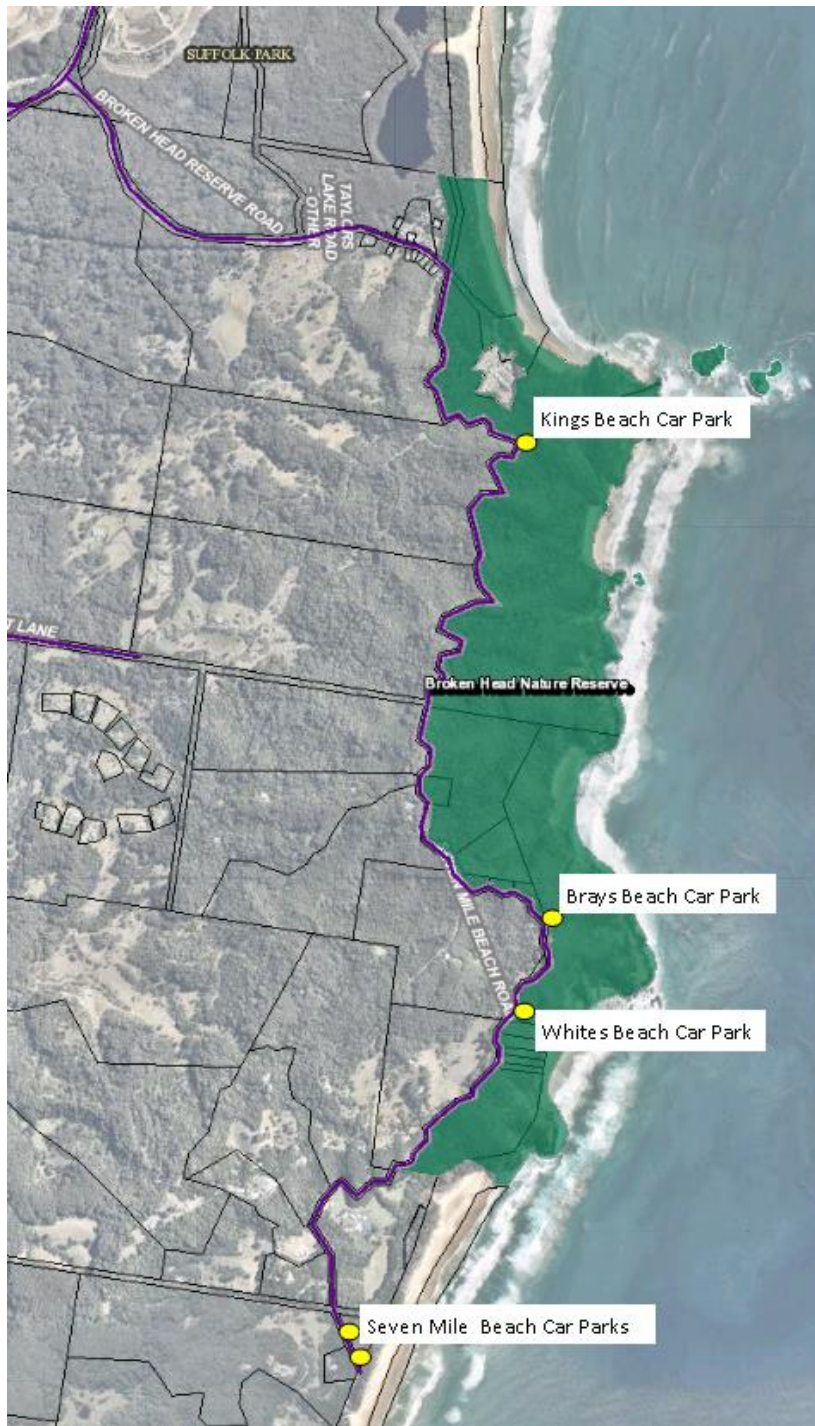 SUFFOLK PARK
BROKEN HEAD RESERVE ROAD
TAYLORS
LAKE ROAD
- OTHER
Kings Beach Car Park
T LANE
Broken Head Nature Reserve
Brays Beach Car Park
MILE BEACH ROA
Whites Beach Car Park
Seven Mile Beach Car Parks